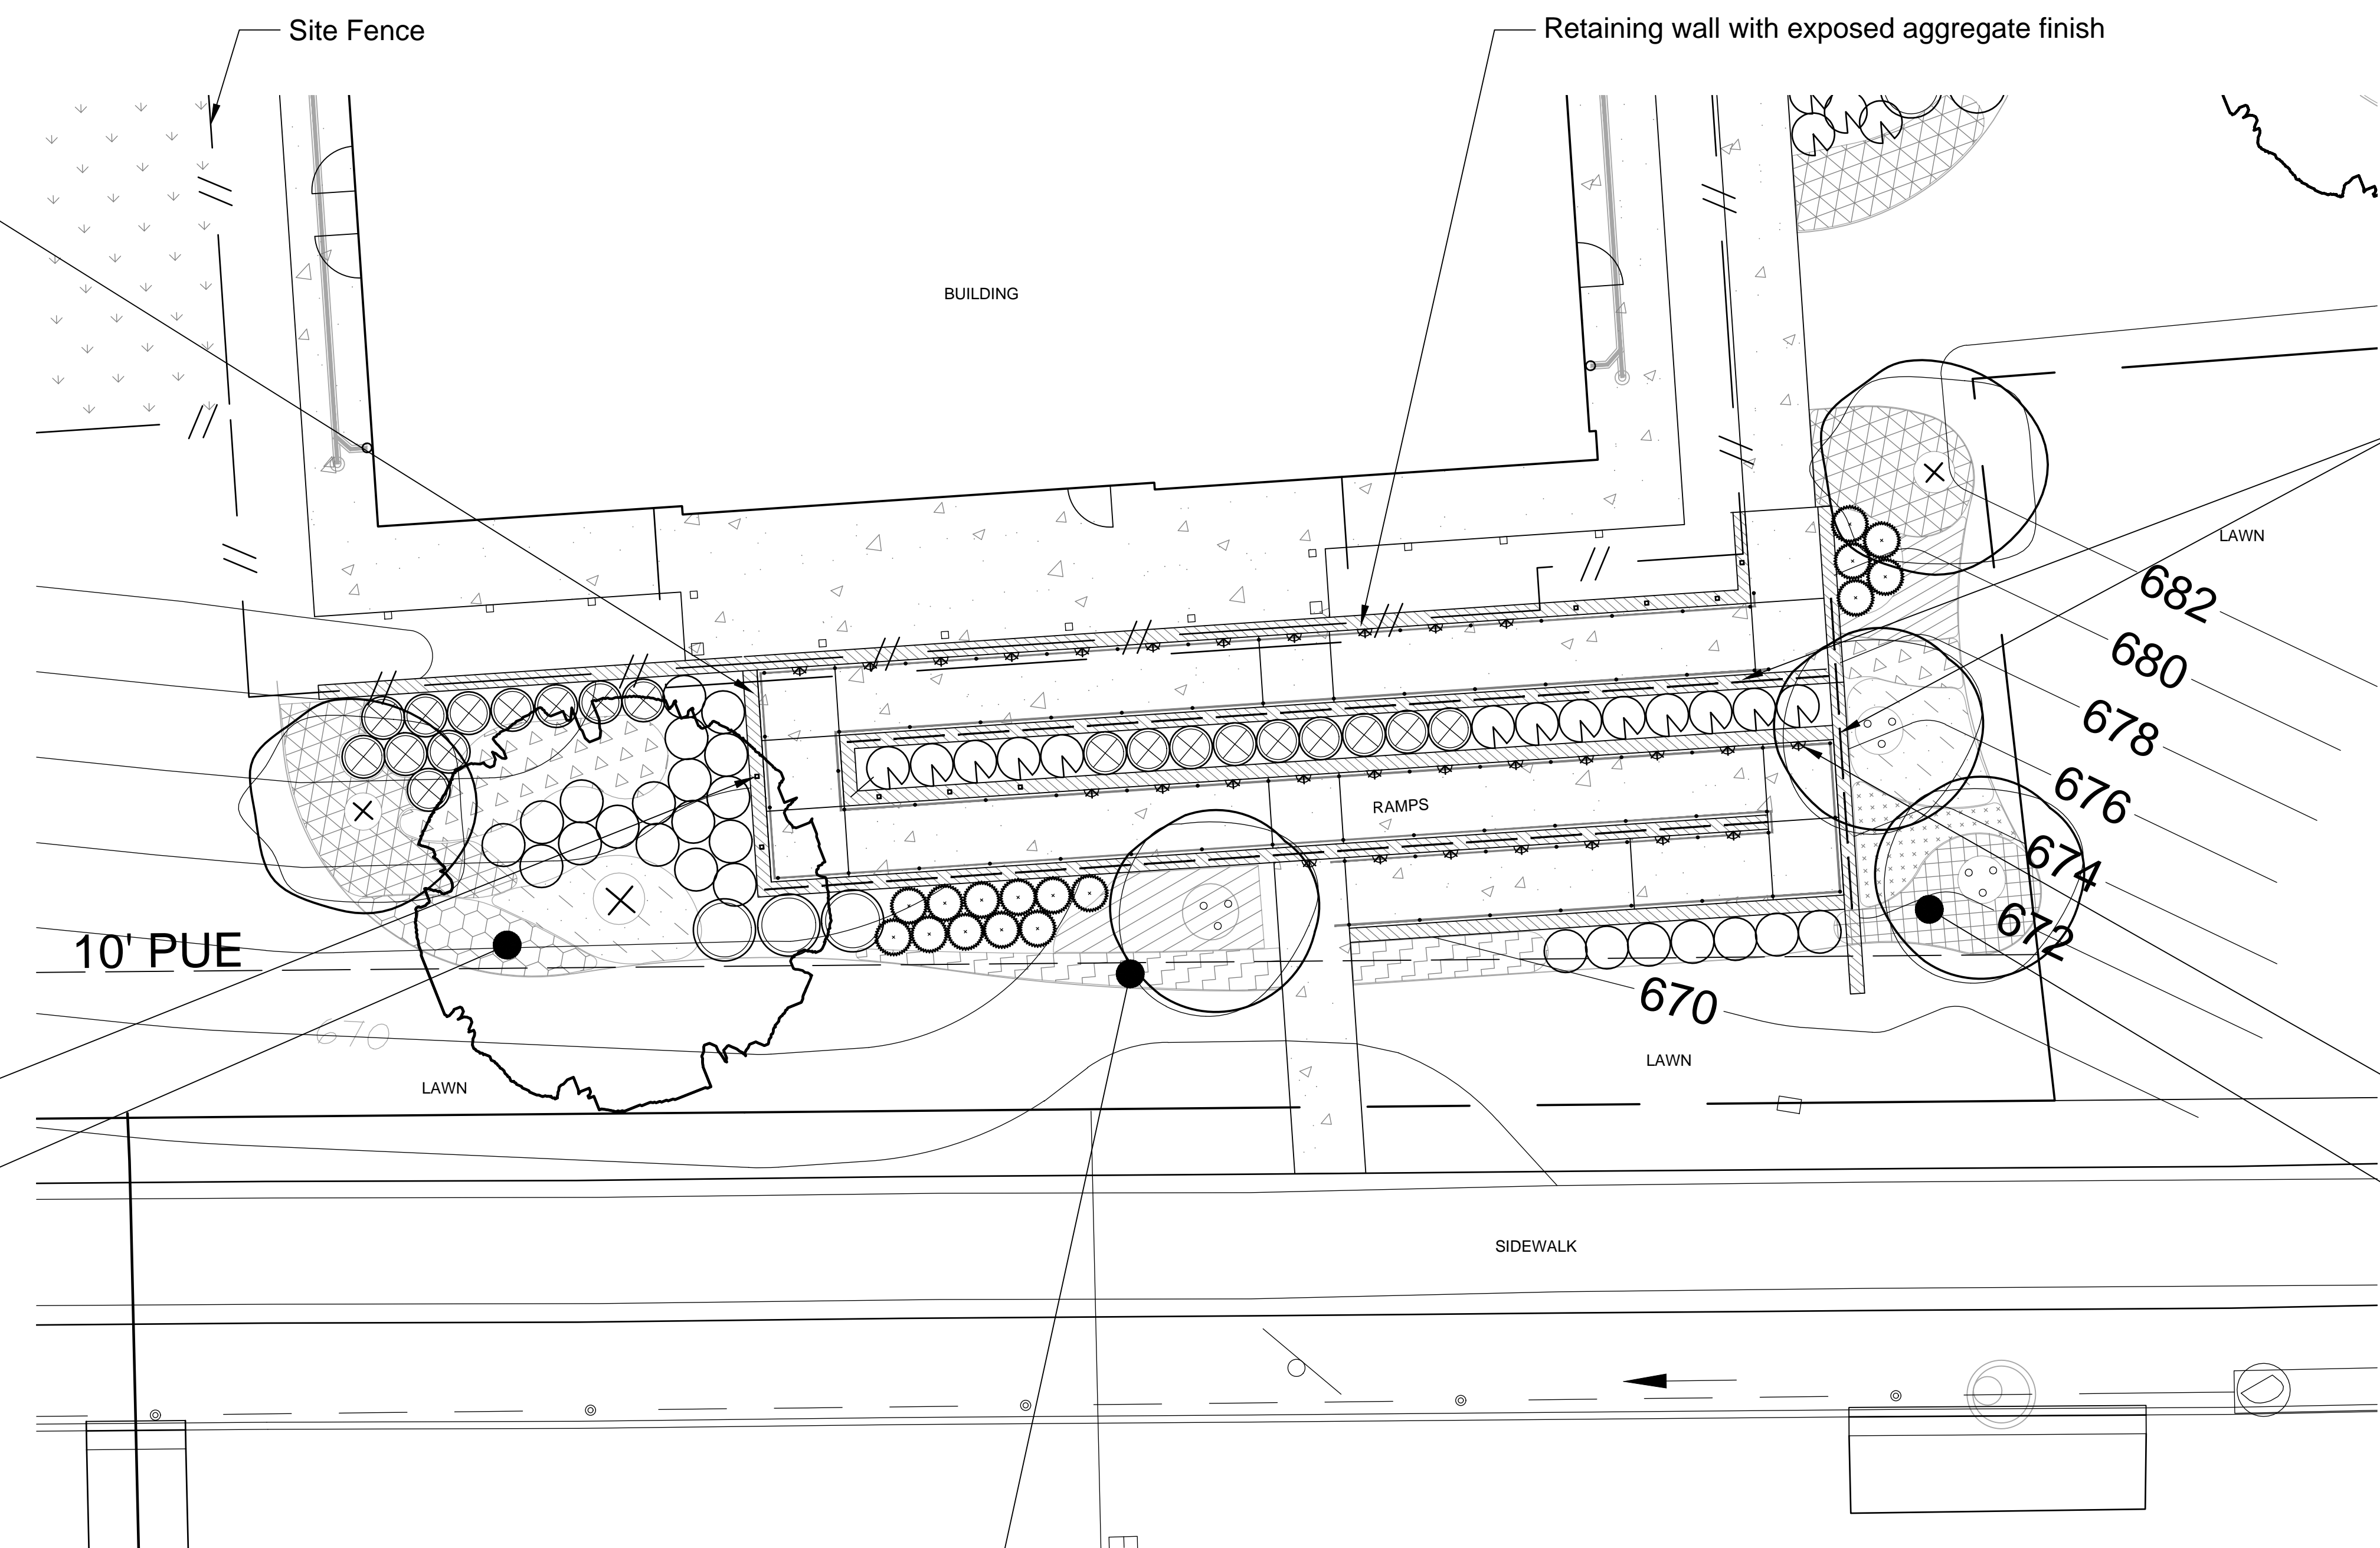 Site Fence
Retaining wall with exposed aggregate finish
BUILDING
LAWN
682
680
678
676
RAMPS
674
672
10' PUE
670
670
LAWN
LAWN
SIDEWALK